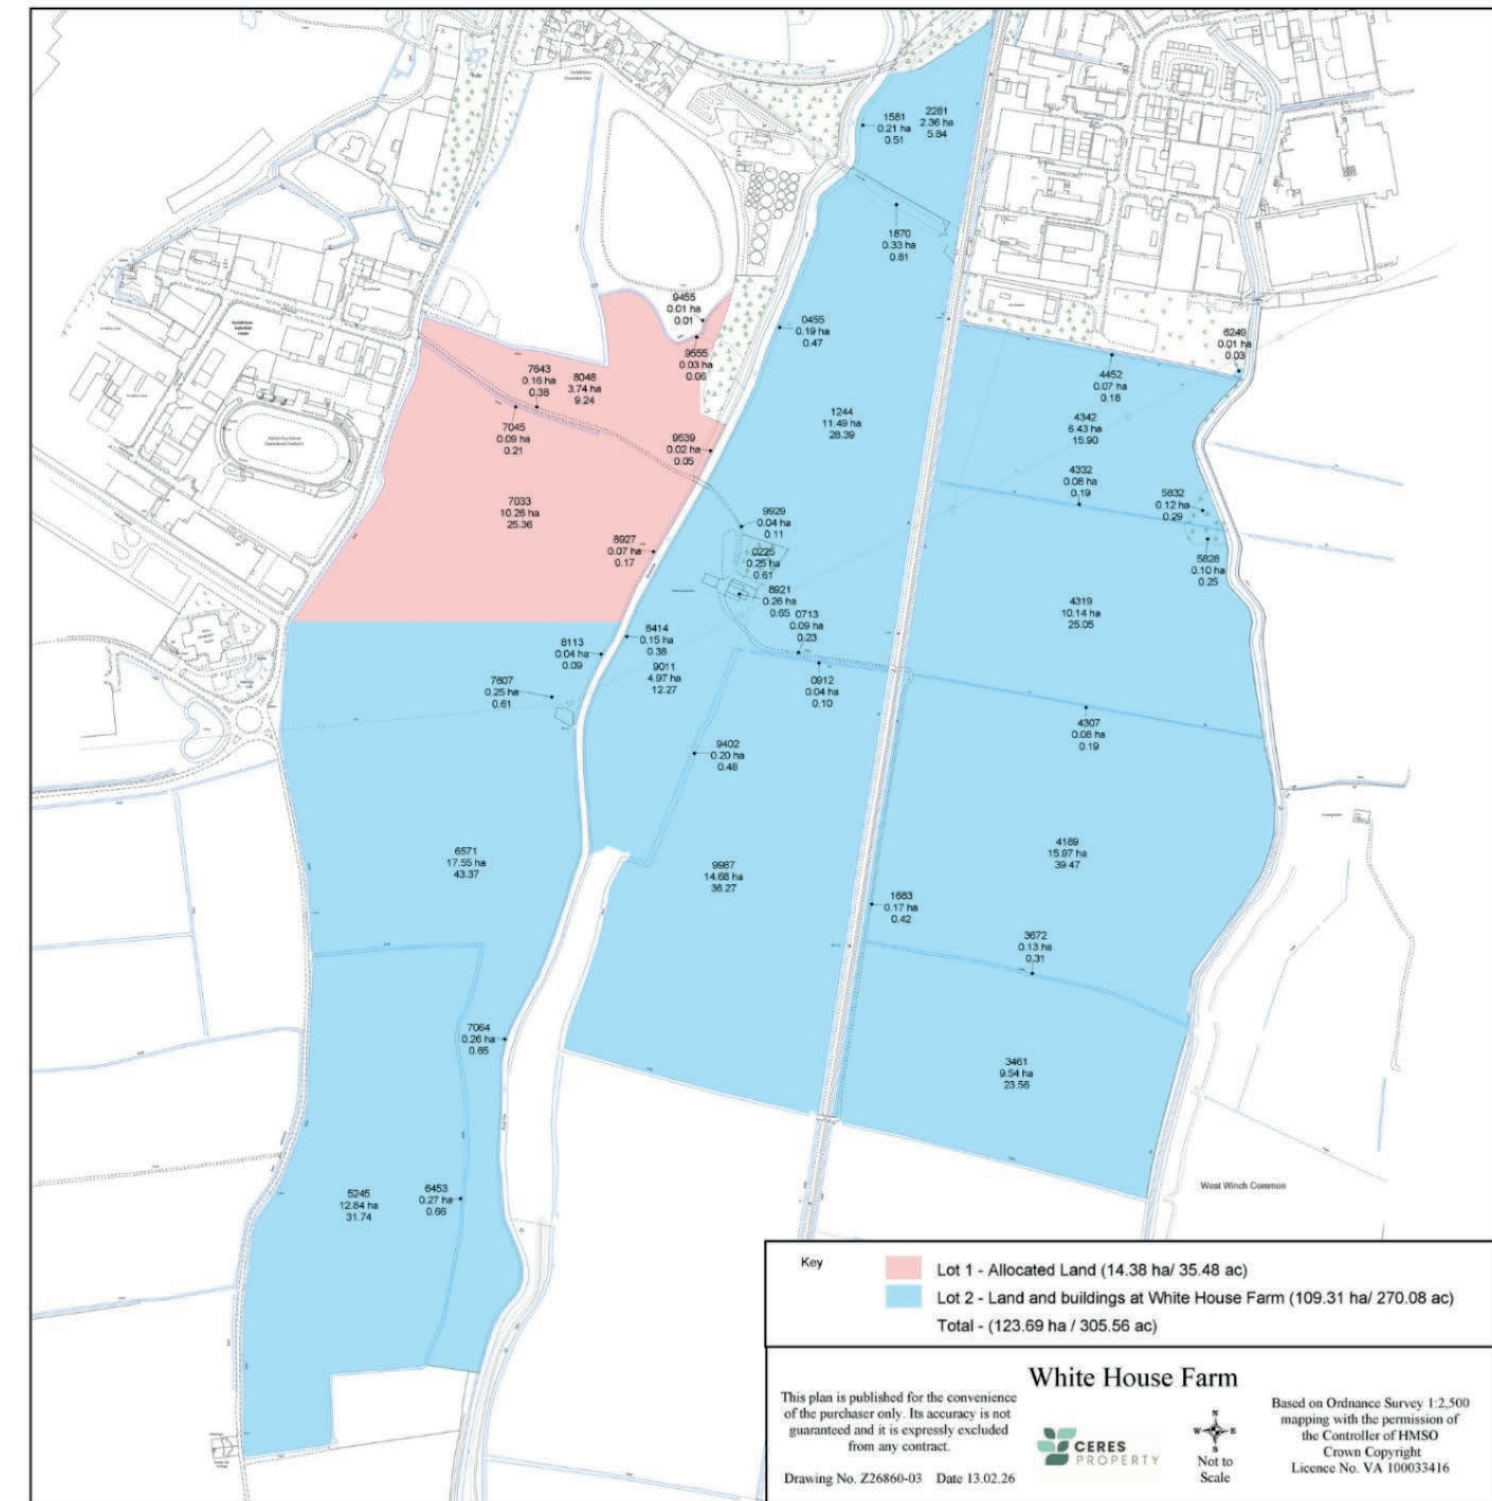 1581
0.21 ha
0.51
2281
2.36 ha
5.84
1870
0.33 ha
0.81
9455
0.01 ha
0.01
0455
0.19 ha
0.47
9555
0.03 ha
0.06
6249
0.01 ha
0.03
7643
0.16 ha
0.38
8048
3.74 ha
9.24
4452
0.07 ha
0.18
7045
0.09 ha
0.21
1244
11.49 ha
28.39
4342
6.43 ha
15.90
9539
0.02 ha
0.05
4332
0.08 ha
0.19
5832
0.12 ha
0.29
7033
10.26 ha
25.36
9929
0.04 ha
0.11
8927
0.07 ha
0.17
0225
0.25 ha
0.61
5828
0.10 ha
0.25
8921
0.26 ha
0.65
0713
0.09 ha
0.23
4319
10.14 ha
25.05
8113
0.04 ha
0.09
8414
0.15 ha
0.38
9011
4.97 ha
12.27
7607
0.25 ha
0.61
0912
0.04 ha
0.10
4307
0.08 ha
0.19
9402
0.20 ha
0.48
6571
17.55 ha
43.37
9987
14.68 ha
36.27
4189
15.97 ha
39.47
1683
0.17 ha
0.42
3672
0.13 ha
0.31
7064
0.26 ha
0.65
3461
9.54 ha
23.56
5245
12.84 ha
31.74
6453
0.27 ha
0.66
West Winch Common
Key
Lot 1 - Allocated Land (14.38 ha/ 35.48 ac)
Lot 2 - Land and buildings at White House Farm (109.31 ha/ 270.08 ac)
Total - (123.69 ha / 305.56 ac)
White House Farm
This plan is published for the convenience
of the purchaser only. Its accuracy is not
guaranteed and it is expressly excluded
from any contract.
Drawing No. Z26860-03 Date 13.02.26
CERES
PROPERTY
N
W E
S
Not to
Scale
Based on Ordnance Survey 1:2,500
mapping with the permission of
the Controller of HMSO
Crown Copyright
Licence No. VA 100033416